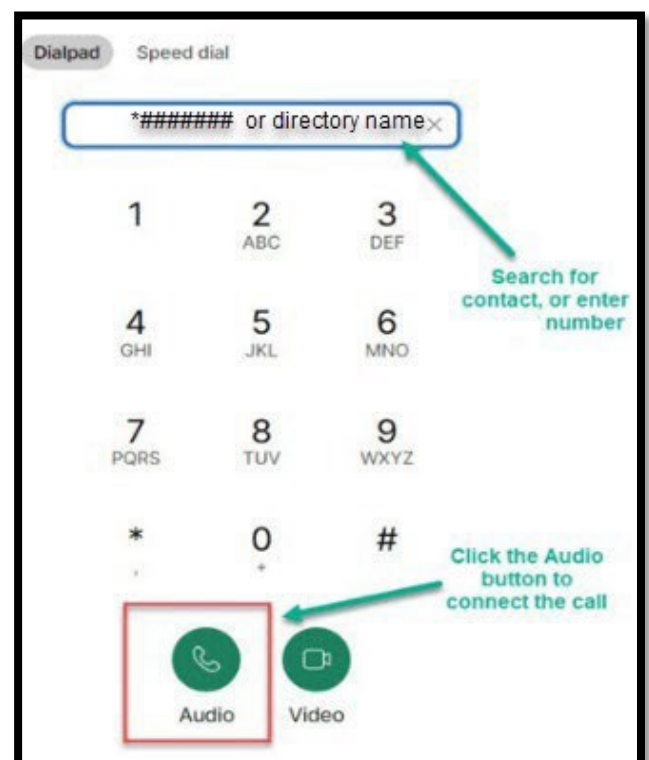 Dialpad Speed dial
*####### or directory name ×
1 2 3
ABC DEF
Search for
contact, or enter
number
4 5 6
GHI JKL MNO
7 8 9
PQRS TUV WXYZ
* 0 #
, +
Click the Audio
button to
connect the call
Audio Video